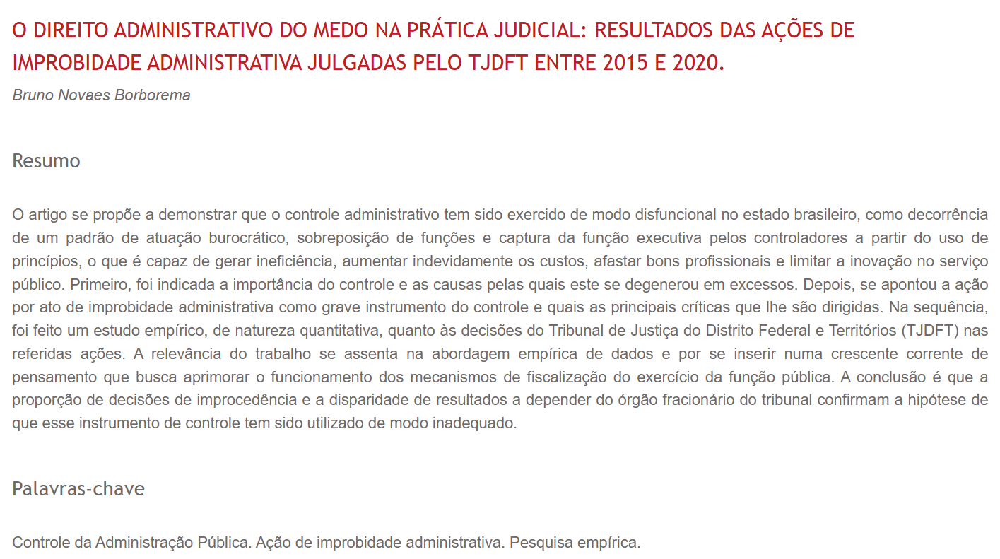 O DIREITO ADMINISTRATIVO DO MEDO NA PRÁTICA JUDICIAL: RESULTADOS DAS AÇÕES DE
IMPROBIDADE ADMINISTRATIVA JULGADAS PELO TJDFT ENTRE 2015 E 2020.
Bruno Novaes Borborema
Resumo
O artigo se propõe a demonstrar que o controle administrativo tem sido exercido de modo disfuncional no estado brasileiro, como decorrência
de um padrão de atuação burocrático, sobreposição de funções e captura da função executiva pelos controladores a partir do uso de
princípios, o que é capaz de gerar ineficiência, aumentar indevidamente os custos, afastar bons profissionais e limitar a inovação no serviço
público. Primeiro, foi indicada a importância do controle e as causas pelas quais este se degenerou em excessos. Depois, se apontou a ação
por ato de improbidade administrativa como grave instrumento do controle e quais as principais críticas que lhe são dirigidas. Na sequência,
foi feito um estudo empírico, de natureza quantitativa, quanto às decisões do Tribunal de Justiça do Distrito Federal e Territórios (TJDFT) nas
referidas ações. A relevância do trabalho se assenta na abordagem empírica de dados e por se inserir numa crescente corrente de
pensamento que busca aprimorar o funcionamento dos mecanismos de fiscalização do exercício da função pública. A conclusão é que a
proporção de decisões de improcedência e a disparidade de resultados a depender do órgão fracionário do tribunal confirmam a hipótese de
que esse instrumento de controle tem sido utilizado de modo inadequado.
Palavras-chave
Controle da Administração Pública. Ação de improbidade administrativa. Pesquisa empírica.